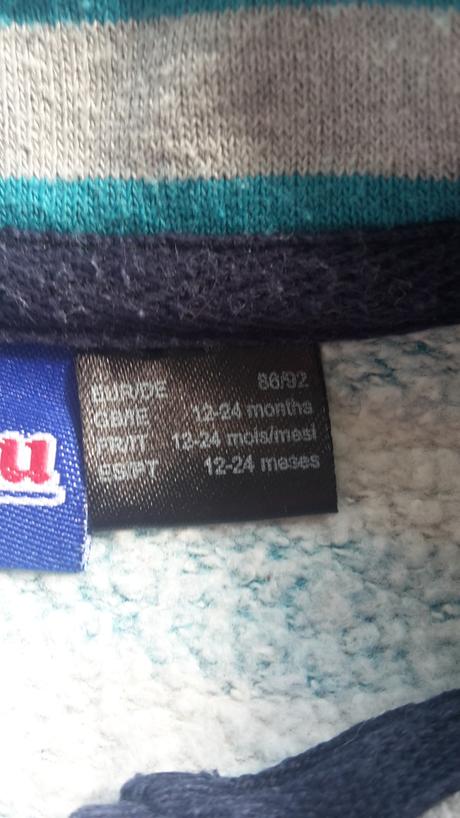 u
EUR/DE 86/92
GB/IE 12-24 months
FR/IT 12-24 mois/mesi
ES/PT 12-24 meses